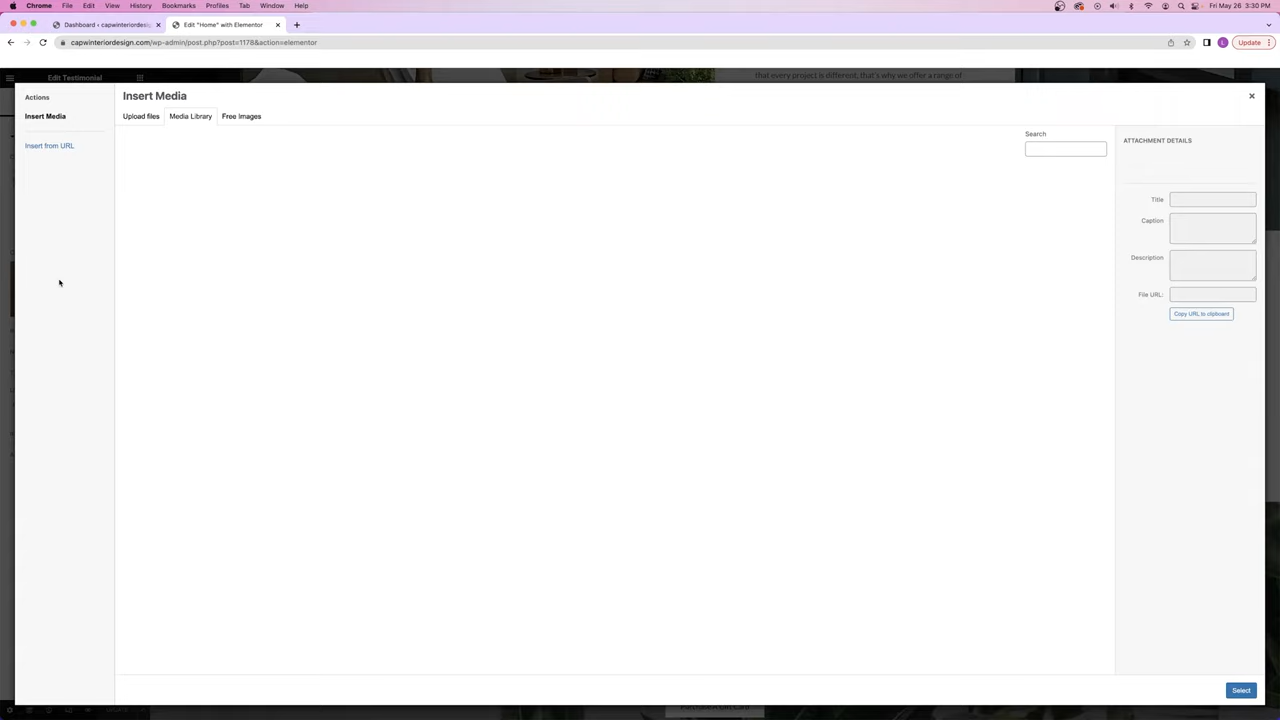 Chrome File Edit View History Bookmarks Profiles Tab Window Help Fri May 26 3:30 PM
Dashboard ‹ capwinteriordesig × Edit "Home" with Elementor × +
capwinteriordesign.com/wp-admin/post.php?post=1178&action=elementor L Update
Edit Testimonial
that every project is different, that's why we offer a range of
Actions
Insert Media
Insert from URL
Insert Media
Upload files Media Library Free Images
Search
ATTACHMENT DETAILS
Title
Caption
Description
File URL:
Copy URL to clipboard
Select